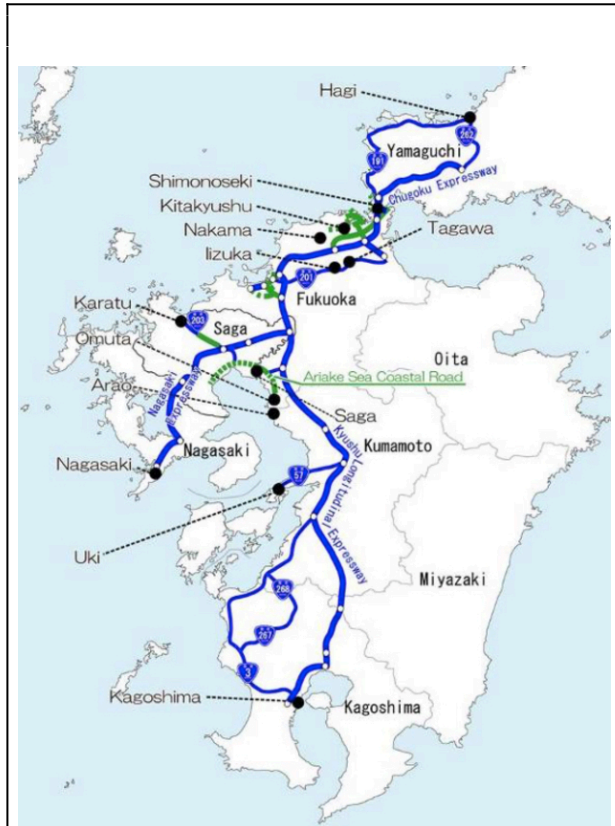 Hagi
262
Yamaguchi
191
Chugoku Expressway
Shimonoseki
Kitakyushu
Nakama
Tagawa
Iizuka
201
Fukuoka
Karatu
203
Saga
Omuta
Oita
Nagasaki Expressway
Ariake Sea Coastal Road
Arao
Saga
Kyushu Longitudinal Expressway
Kumamoto
Nagasaki
Nagasaki
57
Uki
Miyazaki
268
267
3
Kagoshima
Kagoshima